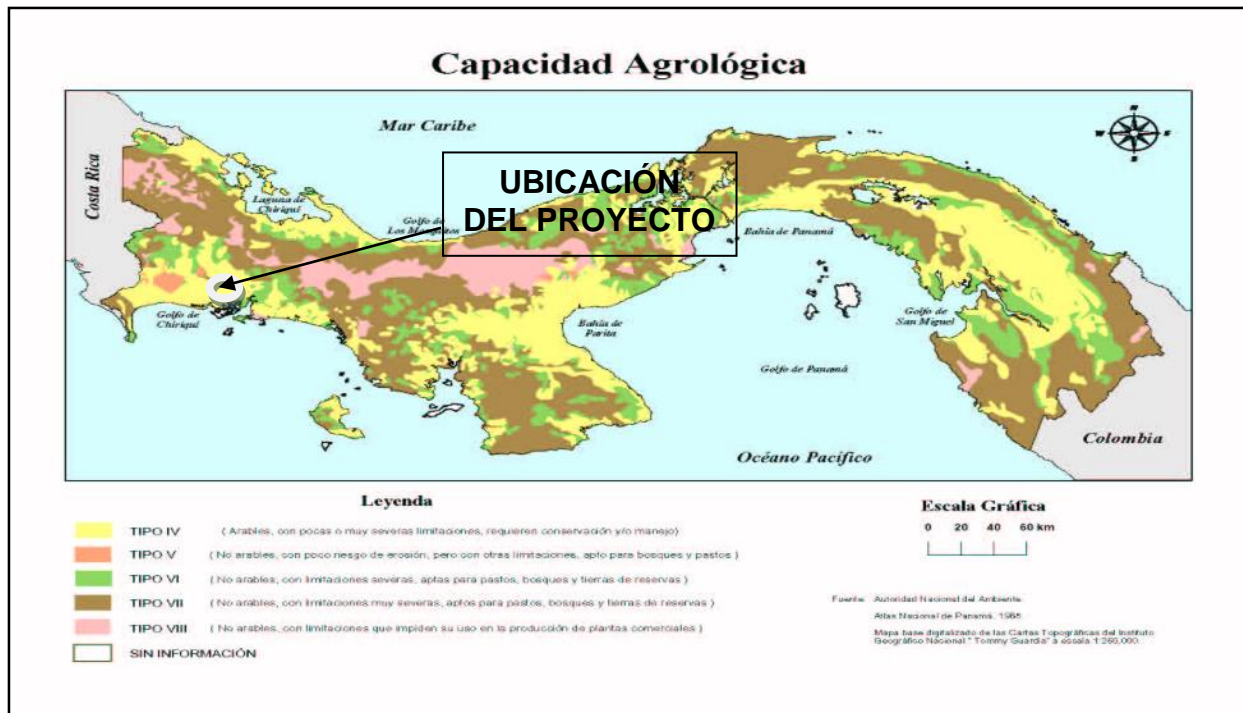 Capacidad Agrológica
Mar Caribe
Costa Rica
Laguna de
Chiriquí
UBICACIÓN
DEL PROYECTO
Golfo de
Los Mosquitos
Bahía de Panamá
Golfo de
Chiriquí
Bahía de
Parita
Golfo de
San Miguel
Golfo de Panamá
Colombia
Océano Pacífico
N
W
E
S
Leyenda
TIPO IV ( Arables, con pocas o muy severas limitaciones, requieren conservación y/o manejo)
TIPO V ( No arables, con poco riesgo de erosión, pero con otras limitaciones, apto para bosques y pastos )
TIPO VI ( No arables, con limitaciones severas, aptas para pastos, bosques y tierras de reservas )
TIPO VII ( No arables, con limitaciones muy severas, aptos para pastos, bosques y tierras de reservas )
TIPO VIII ( No arables, con limitaciones que impiden su uso en la producción de plantas comerciales )
SIN INFORMACIÓN
Escala Gráfica
0 20 40 60 km
Fuente: Autoridad Nacional del Ambiente.
Atlas Nacional de Panamá,
Mapa base digitalizado de las Cartas Topográficas del Instituto
Geográfico Nacional " Tommy Guardia" a escala